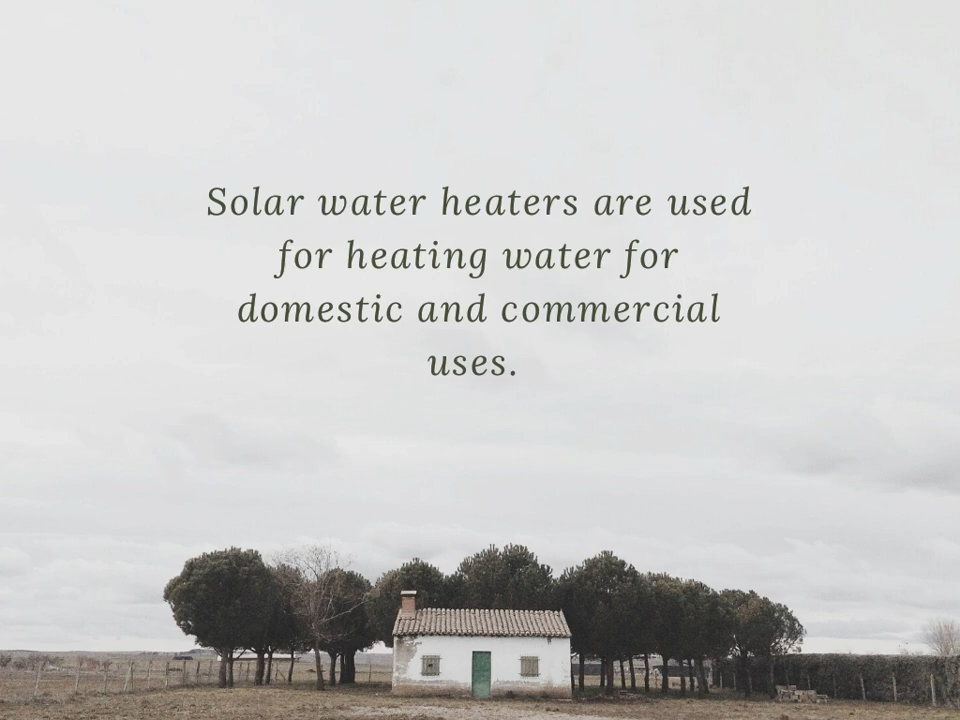 Solar water heaters are used
for heating water for
domestic and commercial
uses.